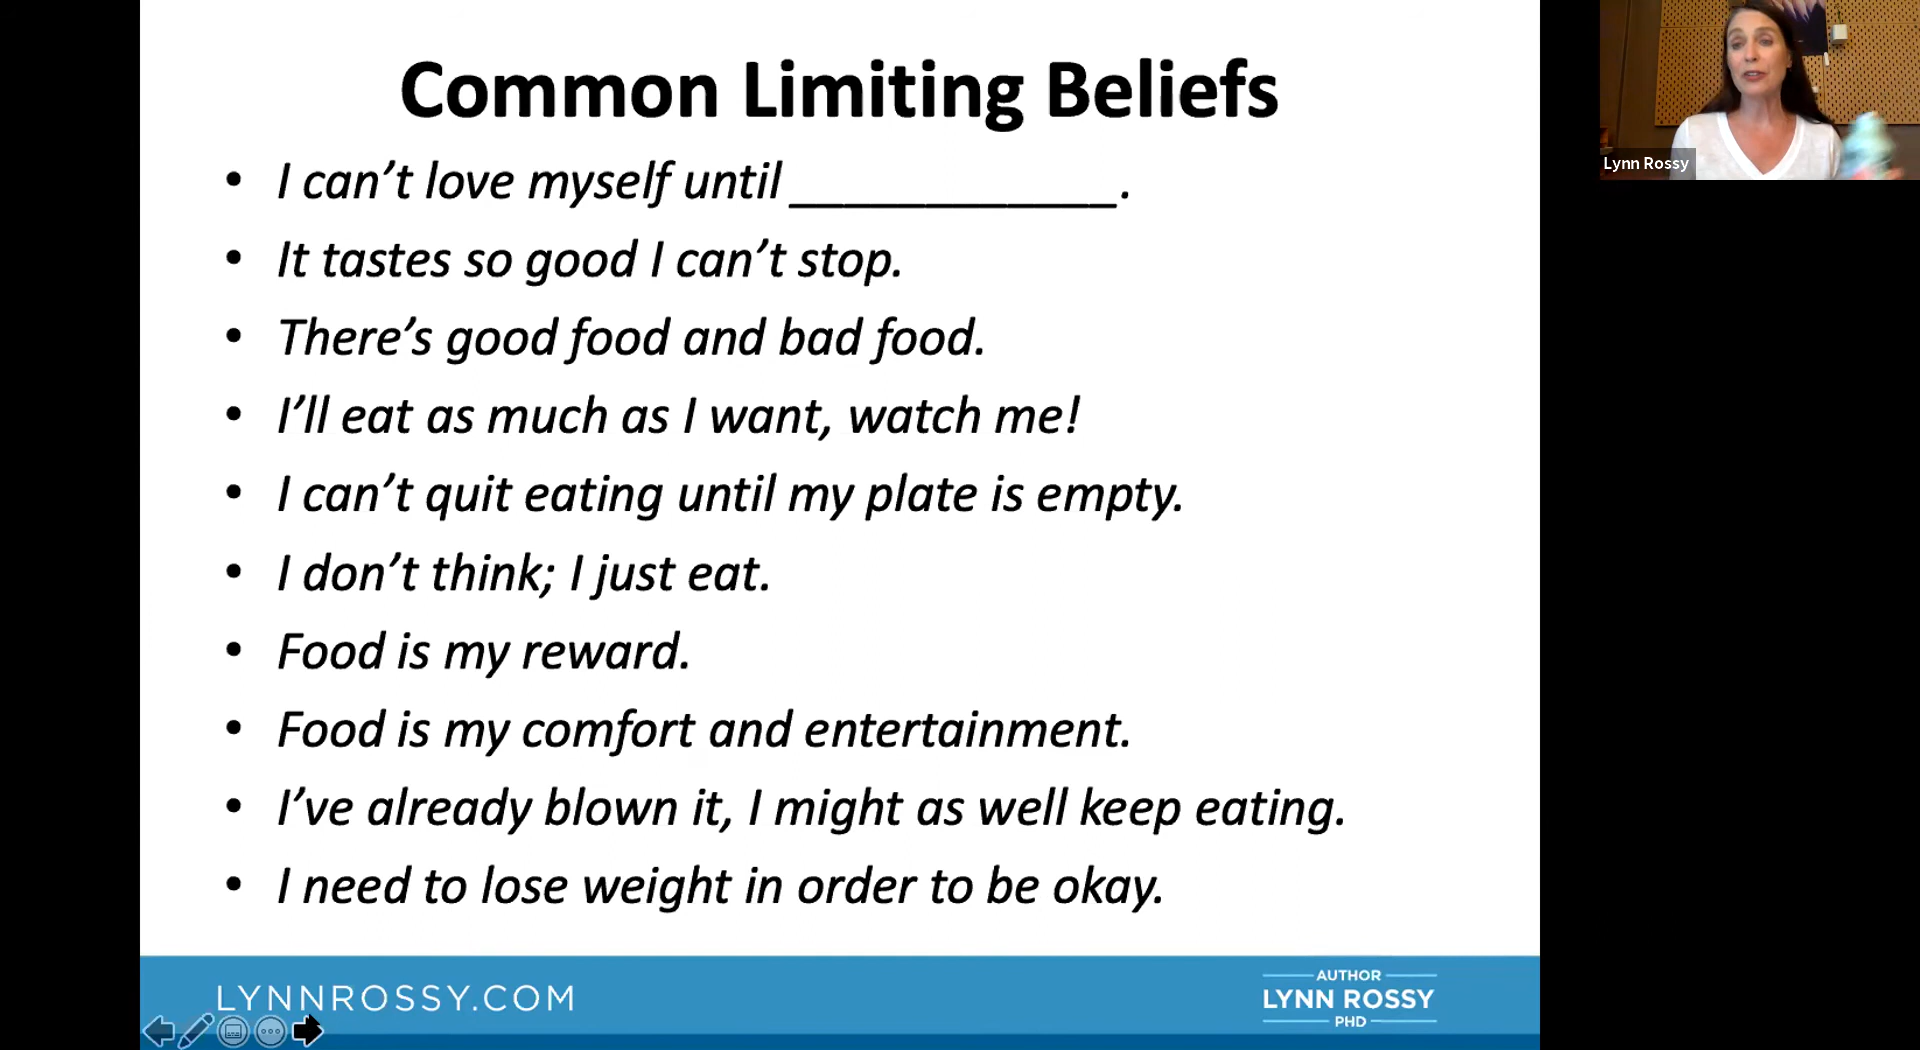 Common Limiting Beliefs
• I can’t love myself until ____________.
• It tastes so good I can’t stop.
• There’s good food and bad food.
• I’ll eat as much as I want, watch me!
• I can’t quit eating until my plate is empty.
• I don’t think; I just eat.
• Food is my reward.
• Food is my comfort and entertainment.
• I’ve already blown it, I might as well keep eating.
• I need to lose weight in order to be okay.
LYNNROSSY.COM
AUTHOR
LYNN ROSSY
PHD
Lynn Rossy